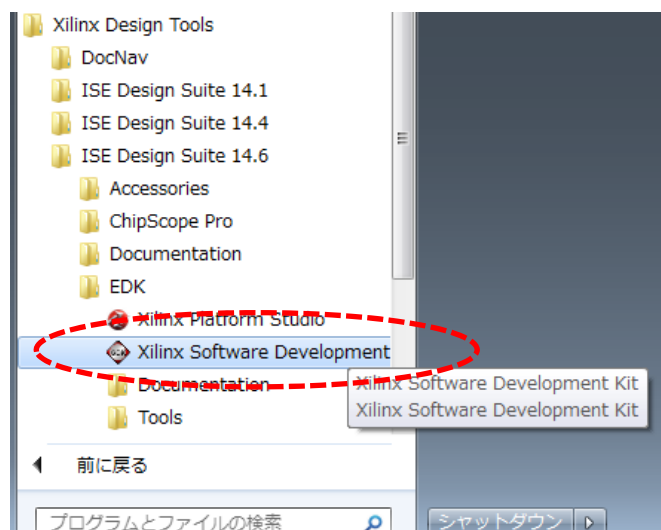 Xilinx Design Tools
DocNav
ISE Design Suite 14.1
ISE Design Suite 14.4
ISE Design Suite 14.6
Accessories
ChipScope Pro
Documentation
EDK
Xilinx Platform Studio
Xilinx Software Development
Documentation
Xilinx Software Development Kit
Tools
Xilinx Software Development Kit
前に戻る
プログラムとファイルの検索
シャットダウン